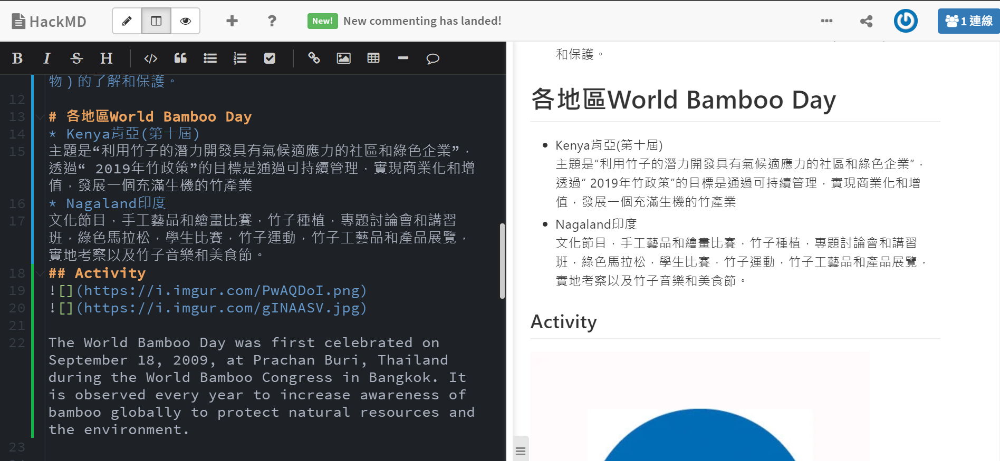 HackMD
New! New commenting has landed!
1 連線
B I S H
物）的了解和保護。
12
13 # 各地區World Bamboo Day
14 * Kenya肯亞(第十屆)
15 主題是“利用竹子的潛力開發具有氣候適應力的社區和綠色企業”，
透過“ 2019年竹政策”的目標是通過可持續管理，實現商業化和增
值，發展一個充滿生機的竹產業
16 * Nagaland印度
17 文化節目，手工藝品和繪畫比賽，竹子種植，專題討論會和講習
班，綠色馬拉松，學生比賽，竹子運動，竹子工藝品和產品展覽，
實地考察以及竹子音樂和美食節。
18 ## Activity
19 ![](https://i.imgur.com/PwAQDoI.png)
20 ![](https://i.imgur.com/gINAASV.jpg)
21
22 The World Bamboo Day was first celebrated on
September 18, 2009, at Prachan Buri, Thailand
during the World Bamboo Congress in Bangkok. It
is observed every year to increase awareness of
bamboo globally to protect natural resources and
the environment.
23
和保護。
各地區World Bamboo Day
Kenya肯亞(第十屆)
主題是“利用竹子的潛力開發具有氣候適應力的社區和綠色企業”，
透過“ 2019年竹政策”的目標是通過可持續管理，實現商業化和增
值，發展一個充滿生機的竹產業
Nagaland印度
文化節目，手工藝品和繪畫比賽，竹子種植，專題討論會和講習
班，綠色馬拉松，學生比賽，竹子運動，竹子工藝品和產品展覽，
實地考察以及竹子音樂和美食節。
Activity